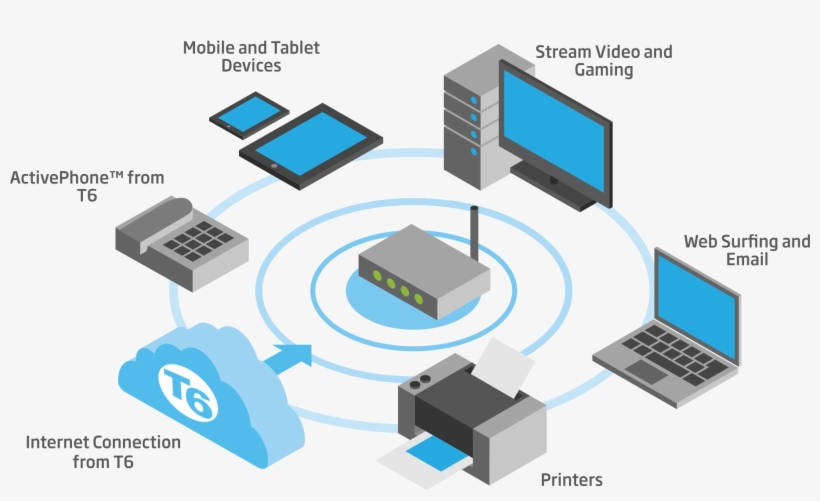 Mobile and Tablet
Devices
Stream Video and
Gaming
ActivePhone™ from
T6
Web Surfing and
Email
T6
Internet Connection
from T6
Printers